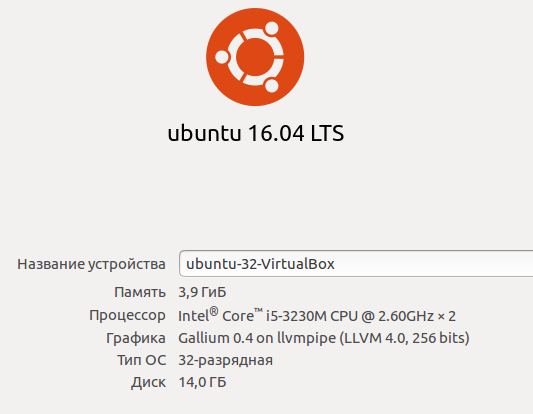 ubuntu 16.04 LTS
Название устройства ubuntu-32-VirtualBox
Память 3,9 ГиБ
Процессор Intel® Core™ i5-3230M CPU @ 2.60GHz × 2
Графика Gallium 0.4 on llvmpipe (LLVM 4.0, 256 bits)
Тип ОС 32-разрядная
Диск 14,0 ГБ